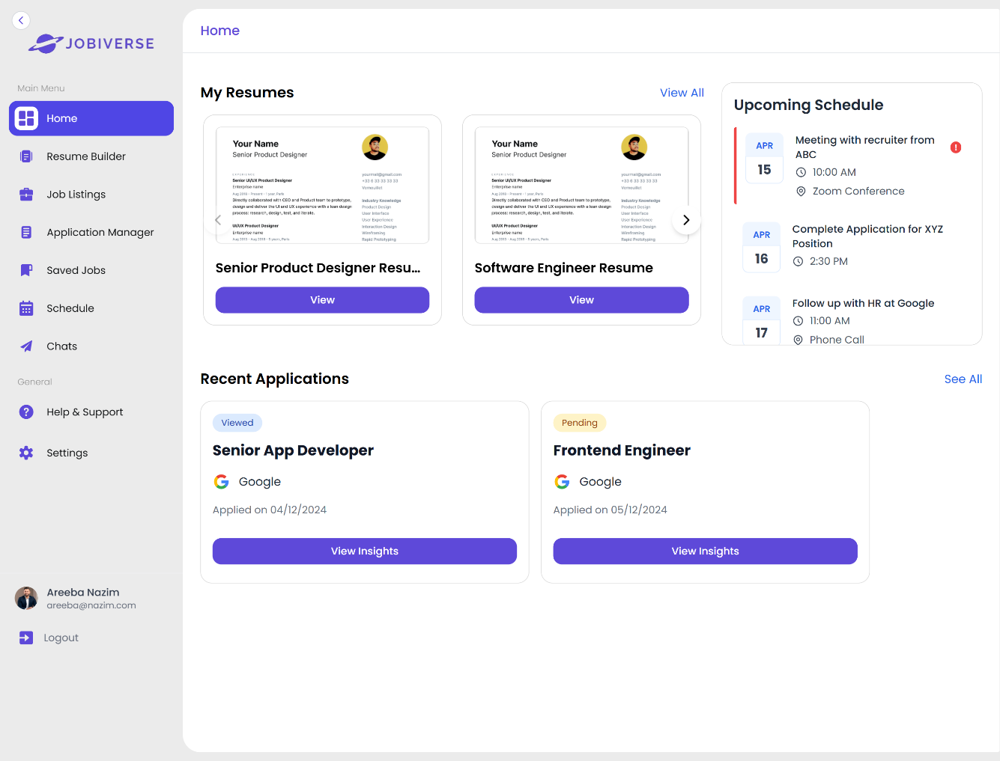 JOBIVERSE
Main Menu
Home
Resume Builder
Job Listings
Application Manager
Saved Jobs
Schedule
Chats
General
Help & Support
Settings
Areeba Nazim
areeba@nazim.com
Logout
Home
My Resumes
View All
Your Name
Senior Product Designer
EXPERIENCE
Senior UI/UX Product Designer
Enterprise name
Aug 2018 - Present - 1 year, Paris
Directly collaborated with CEO and Product team to prototype,
design and deliver the UI and UX experience with a lean design
process: research, design, test, and iterate.
UI/UX Product Designer
Enterprise name
Aug 2013 - Aug 2018 - 5 years, Paris
yourmail@gmail.com
+33 6 33 33 33 33
Vernouillet
Industry Knowledge
Product Design
User Interface
User Experience
Interaction Design
Wireframing
Rapid Prototyping
Senior Product Designer Resu...
View
Your Name
Senior Product Designer
EXPERIENCE
Senior UI/UX Product Designer
Enterprise name
Aug 2018 - Present - 1 year, Paris
Directly collaborated with CEO and Product team to prototype,
design and deliver the UI and UX experience with a lean design
process: research, design, test, and iterate.
UI/UX Product Designer
Enterprise name
Aug 2013 - Aug 2018 - 5 years, Paris
yourmail@gmail.com
+33 6 33 33 33 33
Vernouillet
Industry Knowledge
Product Design
User Interface
User Experience
Interaction Design
Wireframing
Rapid Prototyping
Software Engineer Resume
View
Upcoming Schedule
APR
15
Meeting with recruiter from
ABC
10:00 AM
Zoom Conference
APR
16
Complete Application for XYZ
Position
2:30 PM
APR
17
Follow up with HR at Google
11:00 AM
Phone Call
Recent Applications
See All
Viewed
Senior App Developer
Google
Applied on 04/12/2024
View Insights
Pending
Frontend Engineer
Google
Applied on 05/12/2024
View Insights